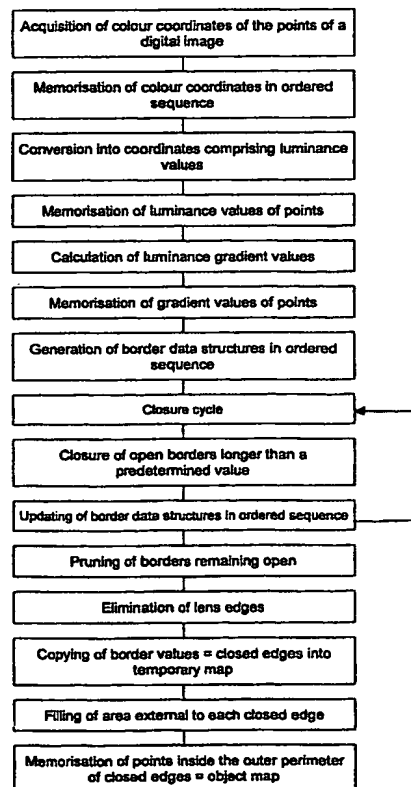 Acquisition of colour coordinates of the points of a
digital image
Memorisation of colour coordinates in ordered
sequence
Conversion into coordinates comprising luminance
values
Memorisation of luminance values of points
Calculation of luminance gradient values
Memorisation of gradient values of points
Generation of border data structures in ordered
sequence
Closure cycle
Closure of open borders longer than a
predetermined value
Updating of border data structures in ordered sequence
Pruning of borders remaining open
Elimination of lens edges
Copying of border values = closed edges into
temporary map
Filling of area external to each closed edge
Memorisation of points inside the outer perimeter
of closed edges = object map